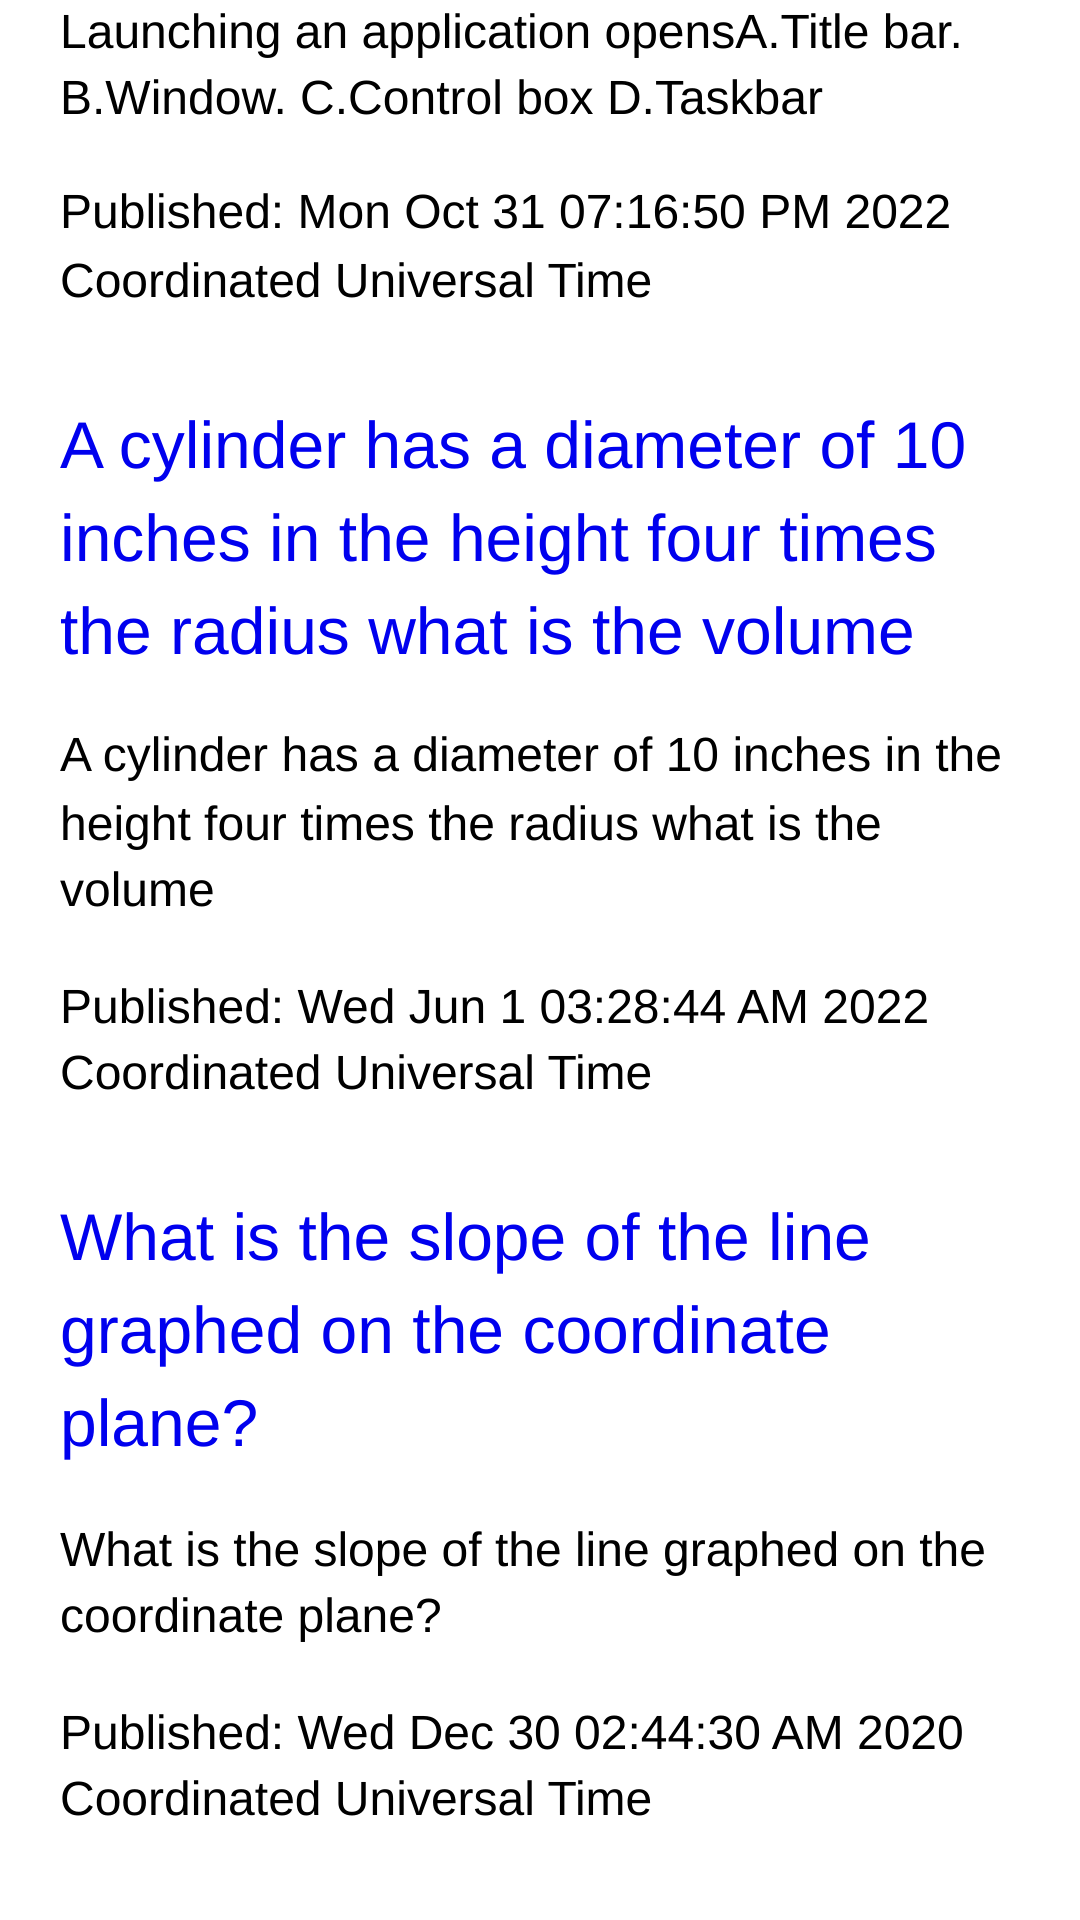 Launching an application opensA.Title bar.
B.Window. C.Control box D.Taskbar
Published: Mon Oct 31 07:16:50 PM 2022
Coordinated Universal Time
A cylinder has a diameter of 10
inches in the height four times
the radius what is the volume
A cylinder has a diameter of 10 inches in the
height four times the radius what is the
volume
Published: Wed Jun 1 03:28:44 AM 2022
Coordinated Universal Time
What is the slope of the line
graphed on the coordinate
plane?
What is the slope of the line graphed on the
coordinate plane?
Published: Wed Dec 30 02:44:30 AM 2020
Coordinated Universal Time